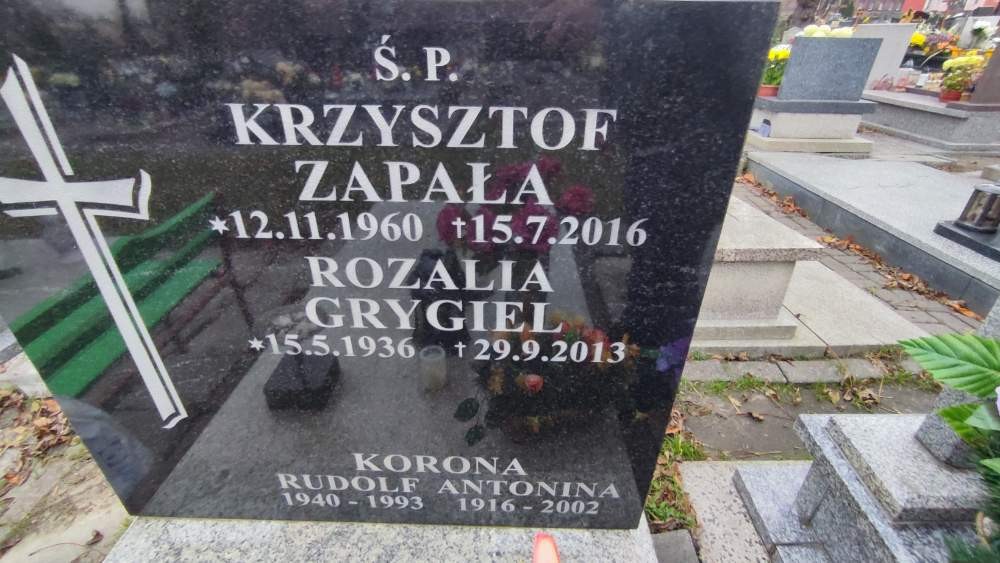 Ś. P.
KRZYSZTOF
ZAPAŁA
*12.11.1960 †15.7.2016
ROZALIA
GRYGIEL
*15.5.1936 †29.9.2013
KORONA
RUDOLF ANTONINA
1940 - 1993 1916 - 2002